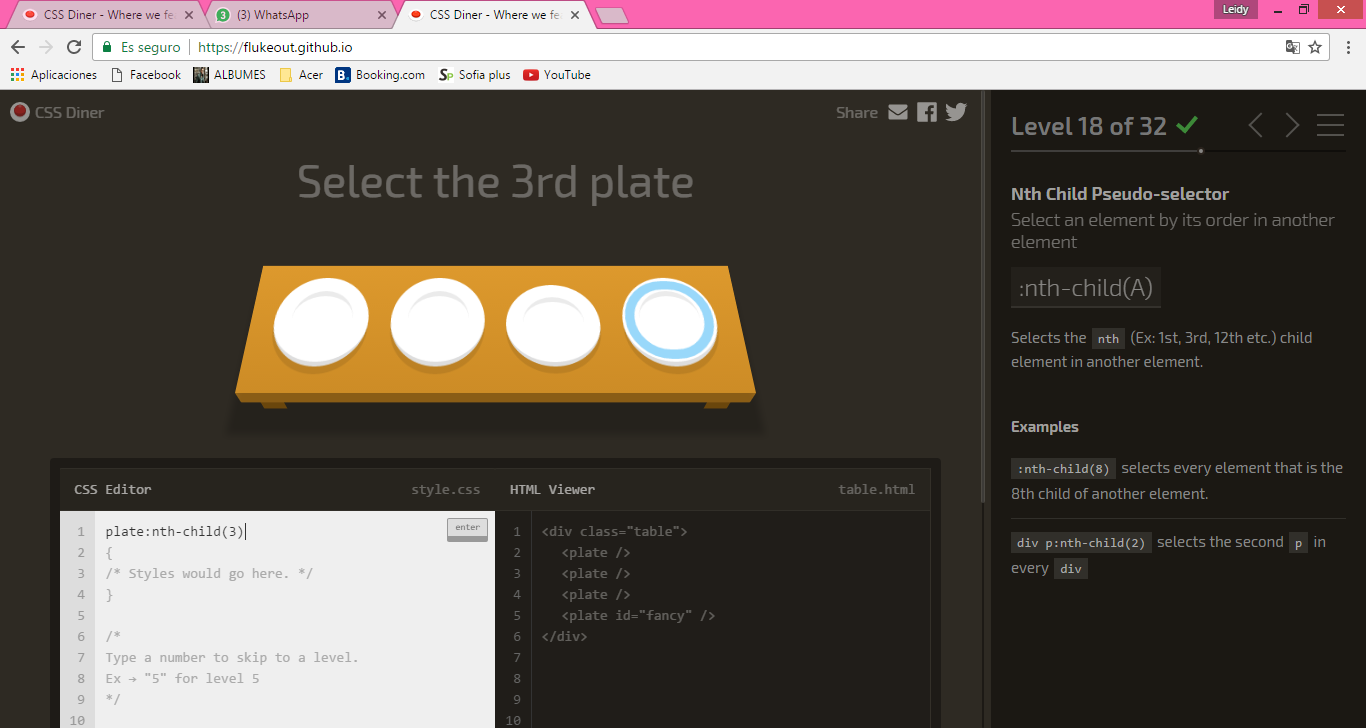 CSS Diner - Where we fe
(3) WhatsApp
CSS Diner - Where we fe
Leidy
Es seguro
https://flukeout.github.io
Aplicaciones
Facebook
ALBUMES
Acer
B.
Booking.com
Sp
Sofia plus
YouTube
CSS Diner
Share
Select the 3rd plate
CSS Editor
style.css
1 plate:nth-child(3)
enter
2 {
3 /* Styles would go here. */
4 }
5
6 /*
7 Type a number to skip to a level.
8 Ex → "5" for level 5
9 */
10
HTML Viewer
table.html
1 <div class="table">
2 <plate />
3 <plate />
4 <plate />
5 <plate id="fancy" />
6 </div>
7
8
9
10
Level 18 of 32
Nth Child Pseudo-selector
Select an element by its order in another
element
:nth-child(A)
Selects the nth (Ex: 1st, 3rd, 12th etc.) child
element in another element.
Examples
:nth-child(8) selects every element that is the
8th child of another element.
div p:nth-child(2) selects the second p in
every div